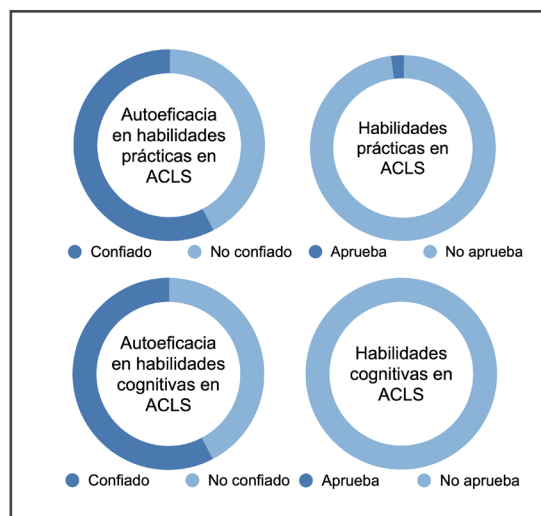 Autoeficacia
en habilidades
prácticas en
ACLS
Habilidades
prácticas en
ACLS
Confiado No confiado Aprueba No aprueba
Autoeficacia
en habilidades
cognitivas en
ACLS
Habilidades
cognitivas en
ACLS
Confiado No confiado Aprueba No aprueba